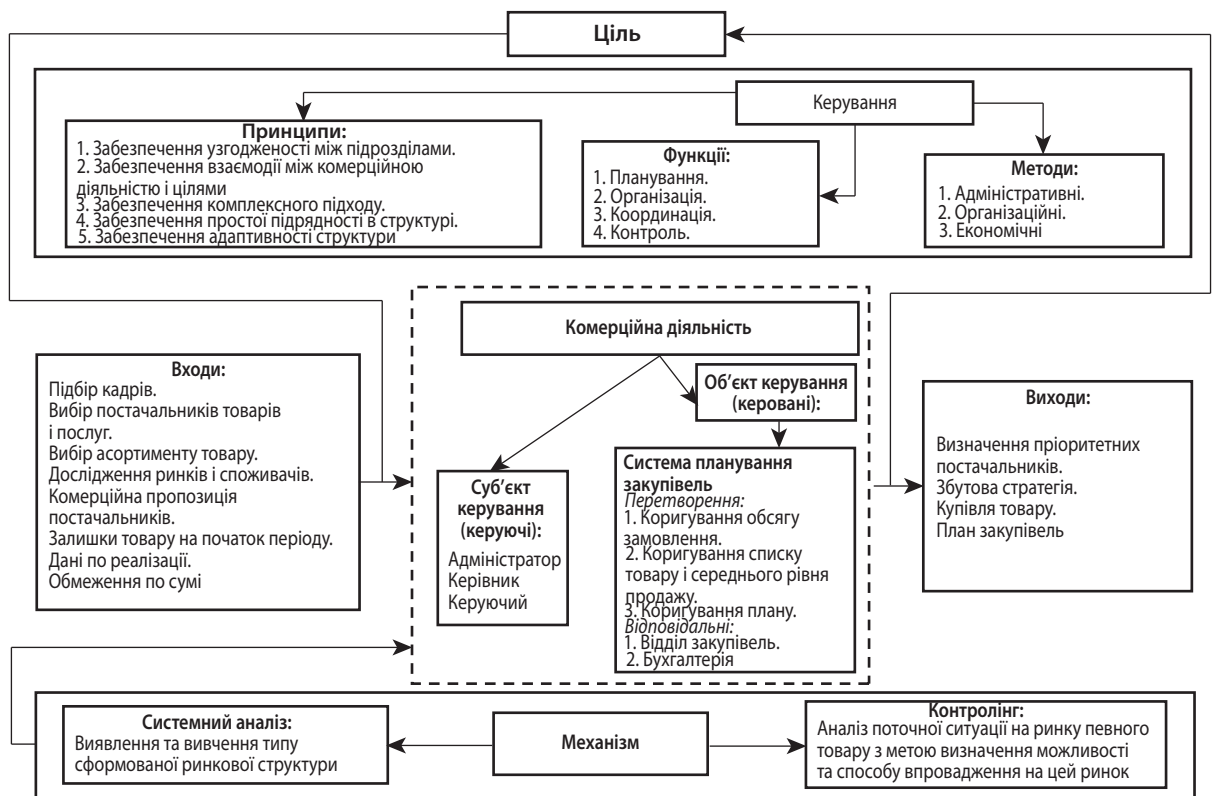 Ціль
Керування
Принципи:
1. Забезпечення узгодженості між підрозділами.
2. Забезпечення взаємодії між комерційною
діяльністю і цілями
3. Забезпечення комплексного підходу.
4. Забезпечення простої підрядності в структурі.
5. Забезпечення адаптивності структури
Функції:
1. Планування.
2. Організація.
3. Координація.
4. Контроль.
Методи:
1. Адміністративні.
2. Організаційні.
3. Економічні
Входи:
Підбір кадрів.
Вибір постачальників товарів
і послуг.
Вибір асортименту товару.
Дослідження ринків і споживачів.
Комерційна пропозиція
постачальників.
Залишки товару на початок періоду.
Дані по реалізації.
Обмеження по сумі
Комерційна діяльність
Суб’єкт
керування
(керуючі):
Адміністратор
Керівник
Керуючий
Об’єкт керування
(керовані):
Система планування
закупівель
Перетворення:
1. Коригування обсягу
замовлення.
2. Коригування списку
товару і середнього рівня
продажу.
3. Кориґування плану.
Відповідальні:
1. Відділ закупівель.
2. Бухгалтерія
Виходи:
Визначення пріоритетних
постачальників.
Збутова стратегія.
Купівля товару.
План закупівель
Системний аналіз:
Виявлення та вивчення типу
сформованої ринкової структури
Механізм
Контролінг:
Аналіз поточної ситуації на ринку певного
товару з метою визначення можливості
та способу впровадження на цей ринок